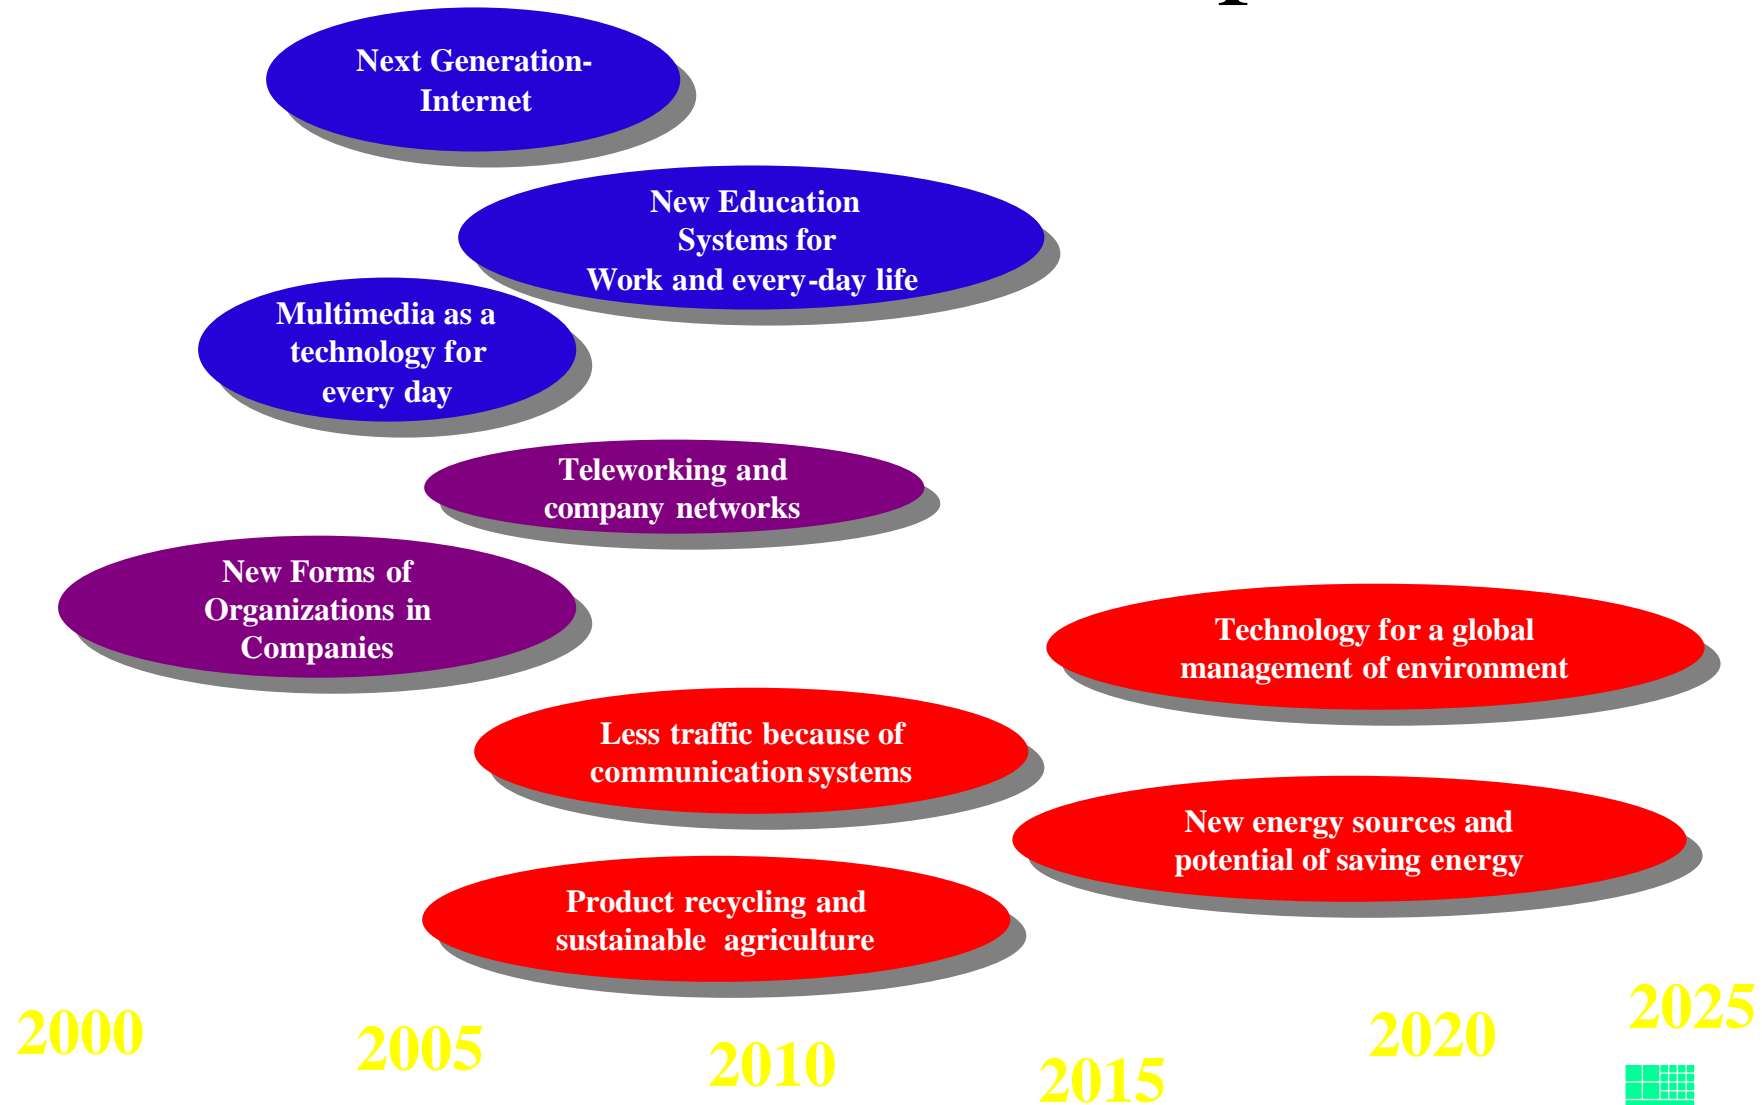 Next Generation-
Internet
New Education
Systems for
Work and every-day life
Multimedia as a
technology for
every day
Teleworking and
company networks
New Forms of
Organizations in
Companies
Technology for a global
management of environment
Less traffic because of
communication systems
New energy sources and
potential of saving energy
Product recycling and
sustainable agriculture
2000
2005
2010
2015
2020
2025